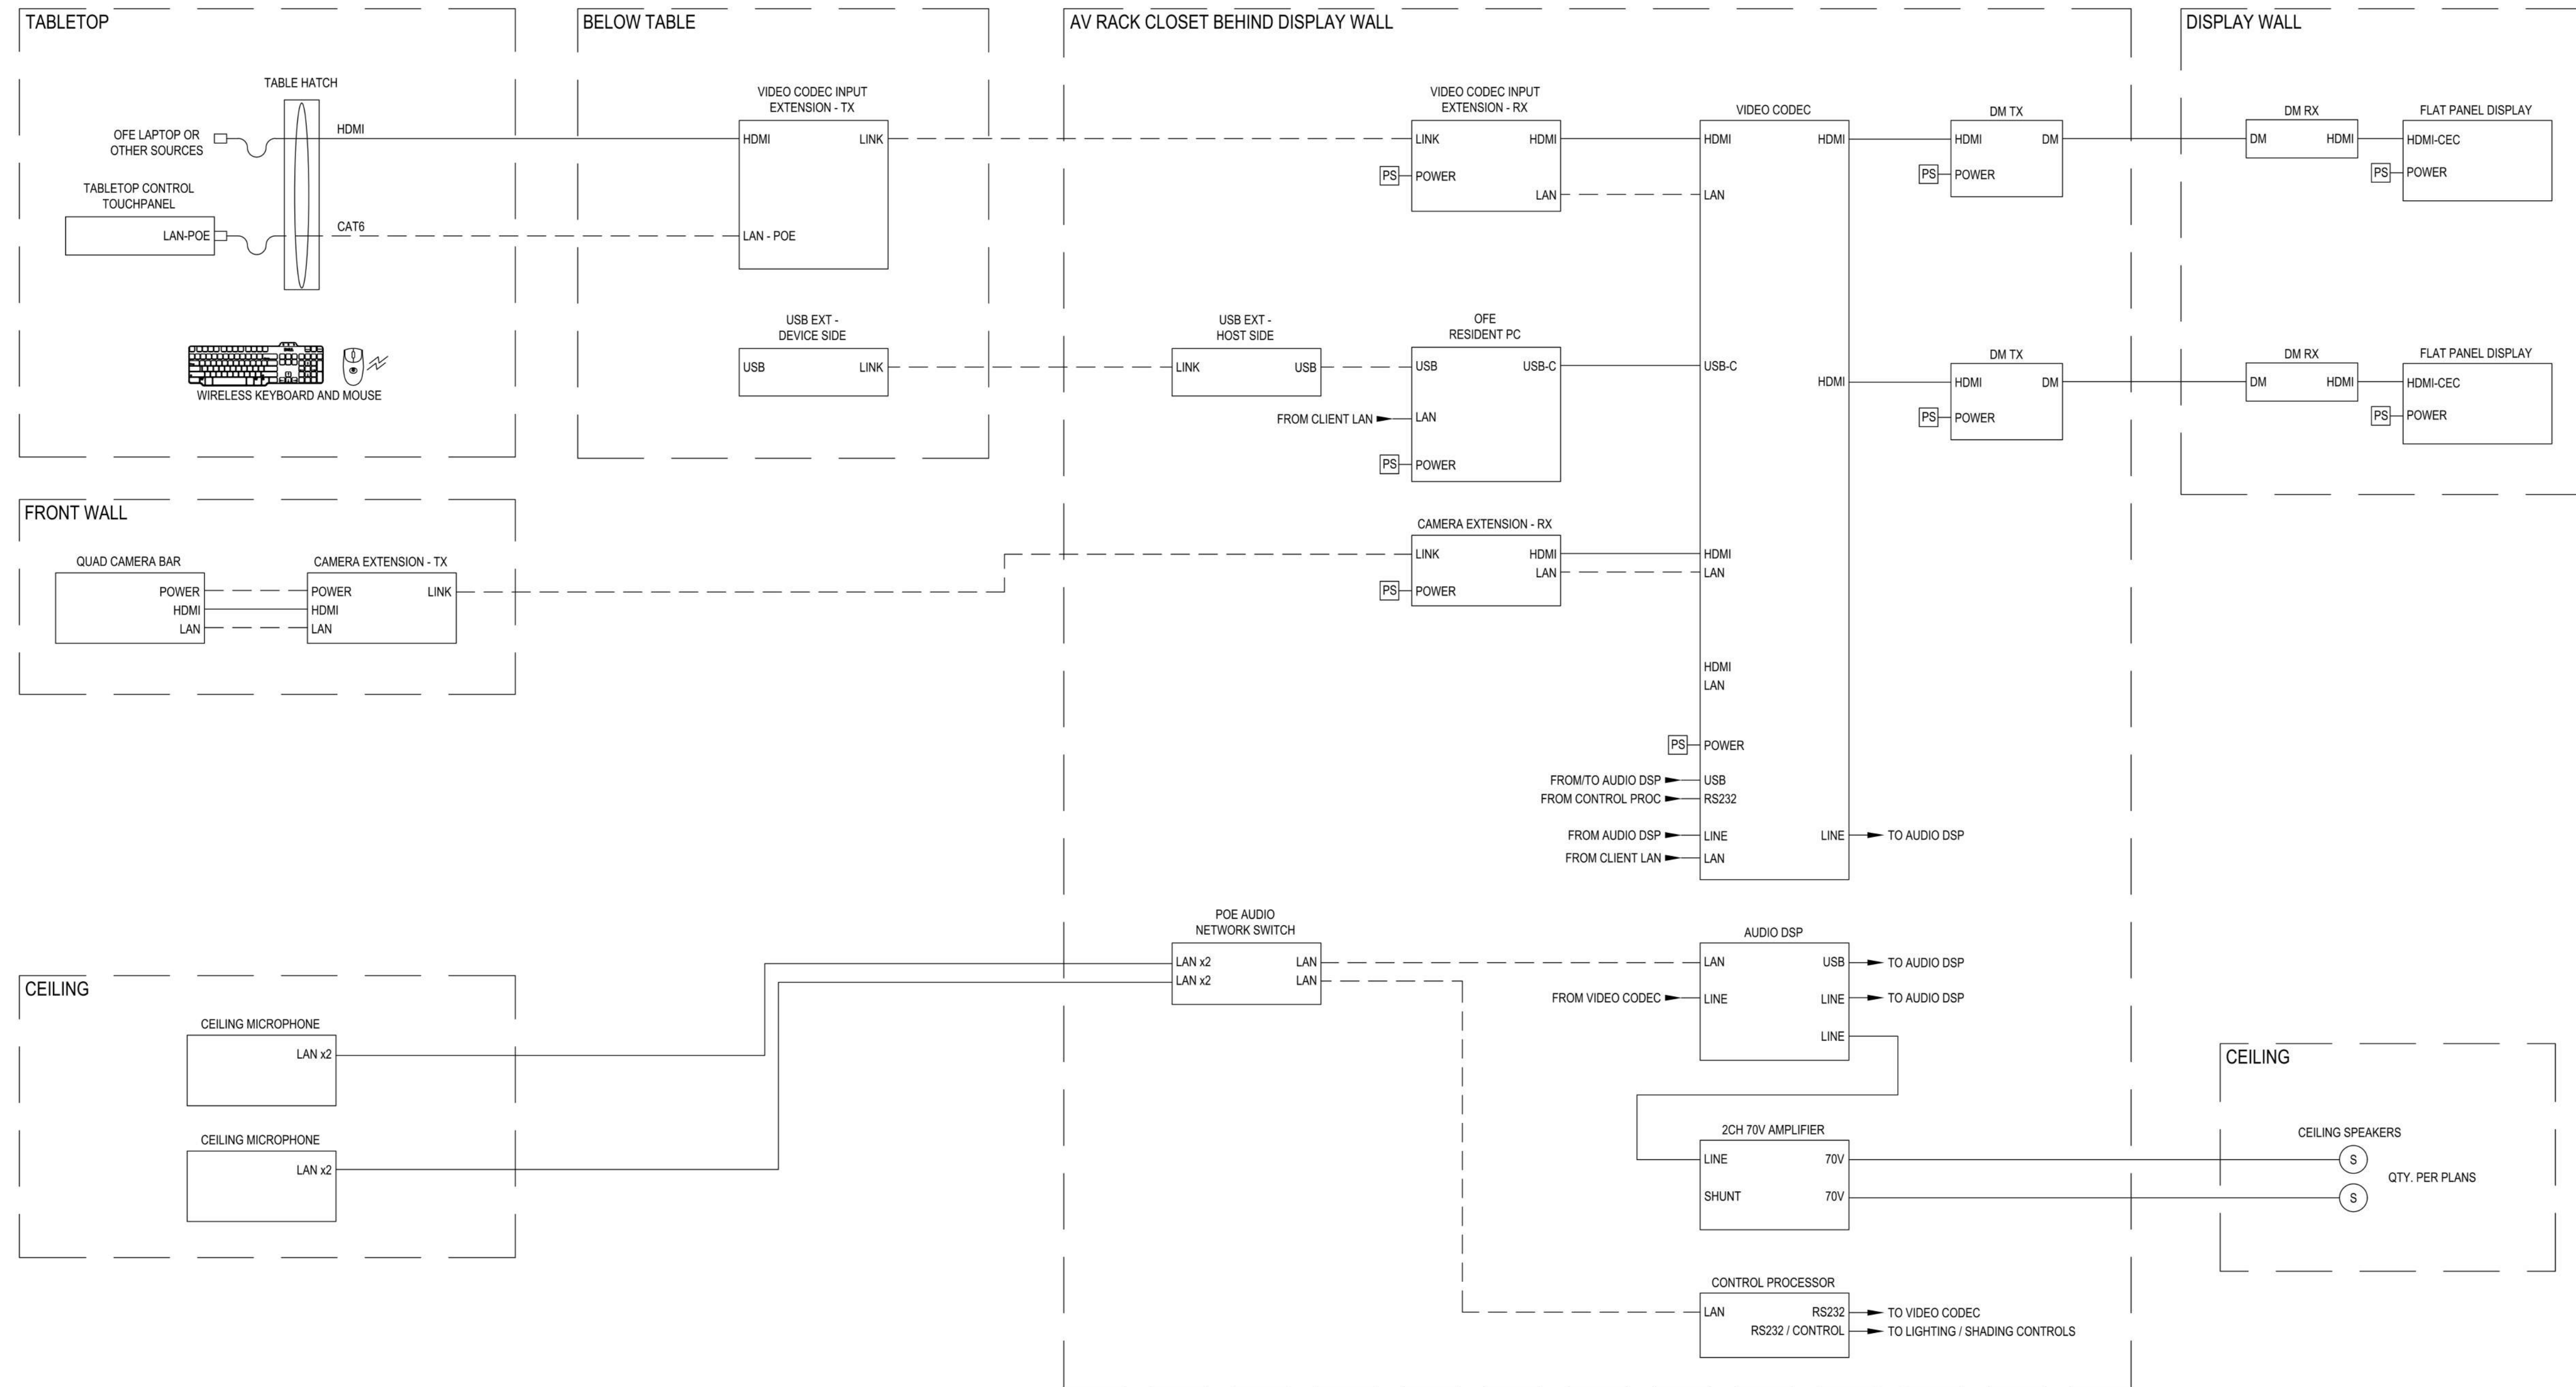 TABLETOP
TABLE HATCH
OFE LAPTOP OR
OTHER SOURCES
HDMI
TABLETOP CONTROL
TOUCHPANEL
LAN-POE
CAT6
WIRELESS KEYBOARD AND MOUSE
BELOW TABLE
VIDEO CODEC INPUT
EXTENSION - TX
HDMI
LINK
LAN - POE
USB EXT -
DEVICE SIDE
USB
LINK
AV RACK CLOSET BEHIND DISPLAY WALL
VIDEO CODEC INPUT
EXTENSION - RX
LINK
HDMI
PS
POWER
LAN
USB EXT -
HOST SIDE
LINK
USB
OFE
RESIDENT PC
USB
USB-C
FROM CLIENT LAN
LAN
PS
POWER
CAMERA EXTENSION - RX
LINK
HDMI
LAN
PS
POWER
VIDEO CODEC
HDMI
HDMI
LAN
USB-C
HDMI
HDMI
LAN
HDMI
LAN
PS
POWER
FROM/TO AUDIO DSP
USB
FROM CONTROL PROC
RS232
FROM AUDIO DSP
LINE
LINE
TO AUDIO DSP
FROM CLIENT LAN
LAN
DM TX
HDMI
DM
PS
POWER
DM TX
HDMI
DM
PS
POWER
DISPLAY WALL
DM RX
DM
HDMI
FLAT PANEL DISPLAY
HDMI-CEC
PS
POWER
DM RX
DM
HDMI
FLAT PANEL DISPLAY
HDMI-CEC
PS
POWER
FRONT WALL
QUAD CAMERA BAR
POWER
HDMI
LAN
CAMERA EXTENSION - TX
POWER
LINK
HDMI
LAN
CEILING
CEILING MICROPHONE
LAN x2
CEILING MICROPHONE
LAN x2
POE AUDIO
NETWORK SWITCH
LAN x2
LAN
LAN x2
LAN
AUDIO DSP
LAN
USB
TO AUDIO DSP
FROM VIDEO CODEC
LINE
LINE
TO AUDIO DSP
LINE
2CH 70V AMPLIFIER
LINE
70V
SHUNT
70V
CONTROL PROCESSOR
LAN
RS232
TO VIDEO CODEC
RS232 / CONTROL
TO LIGHTING / SHADING CONTROLS
CEILING
CEILING SPEAKERS
S
QTY. PER PLANS
S